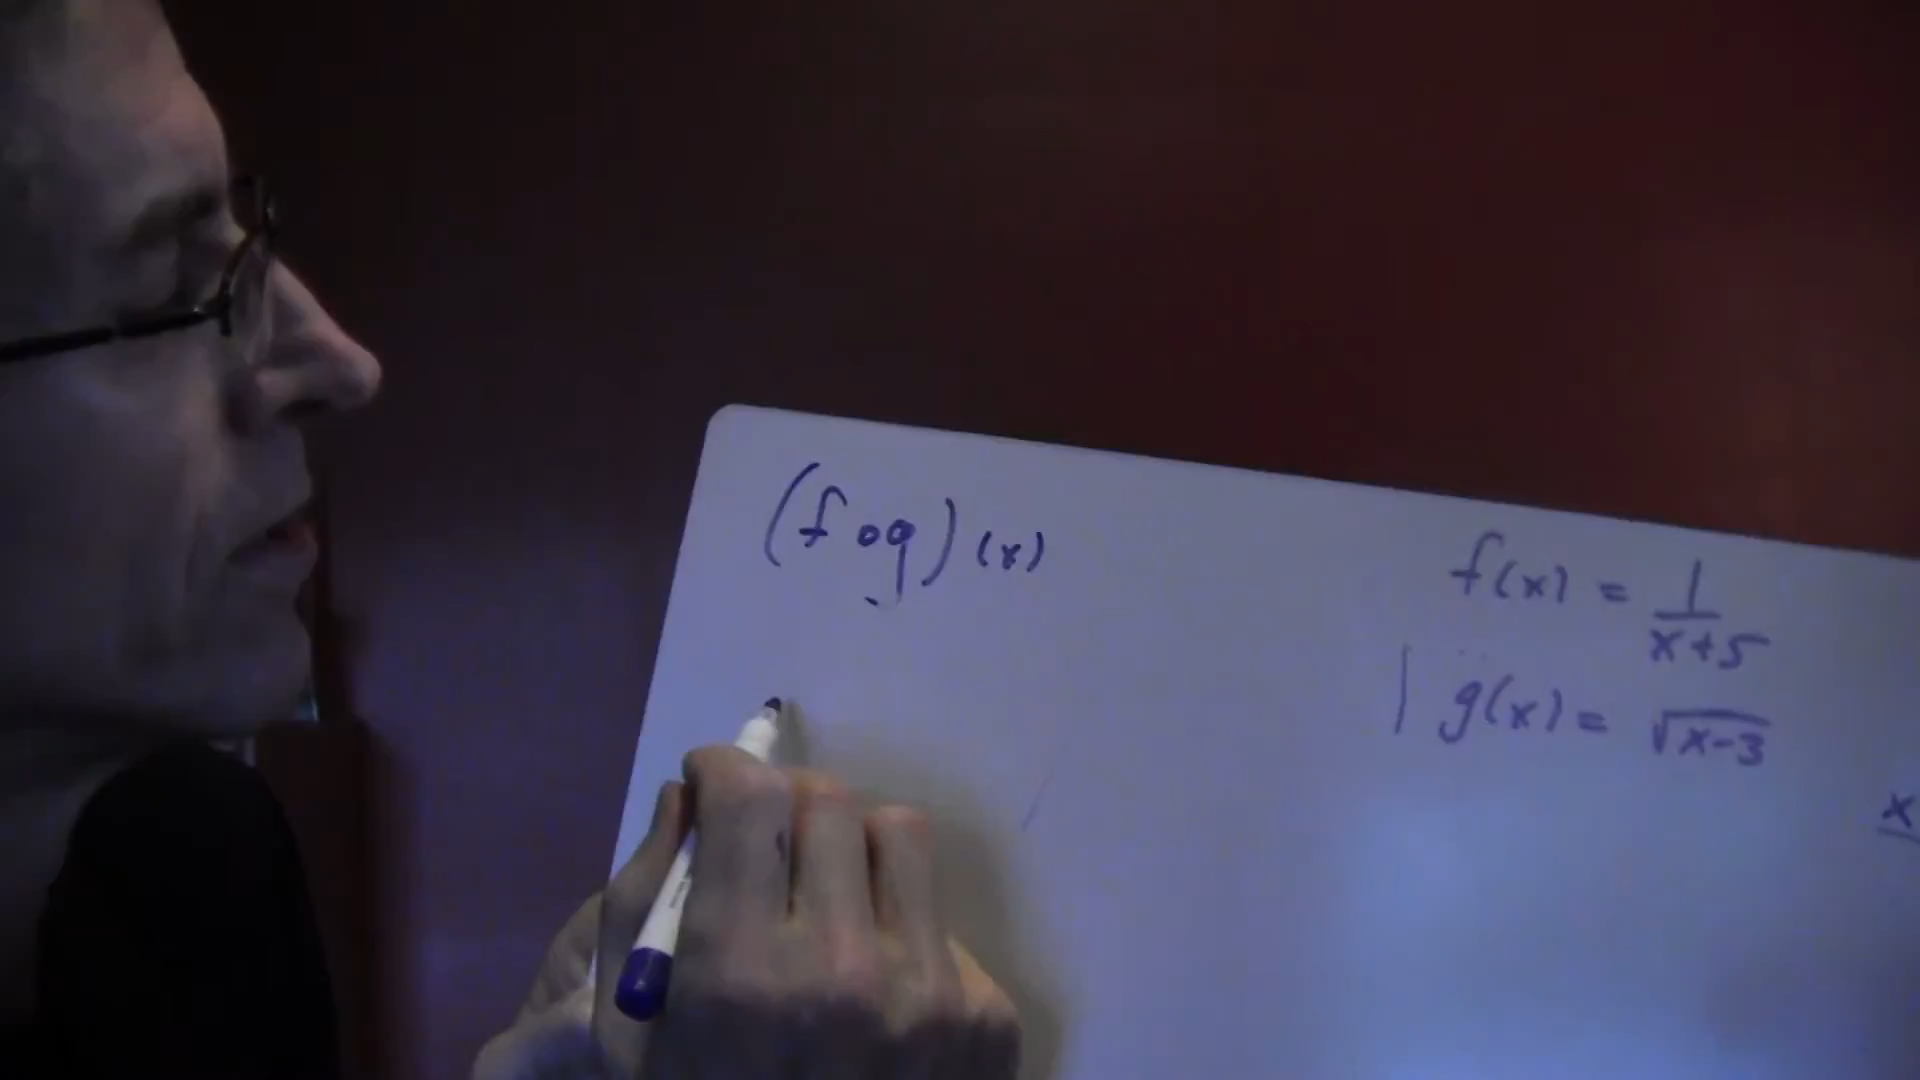 (f o g)(x)
f(x) = 1/(x+5)
g(x) = √(x-3)
x